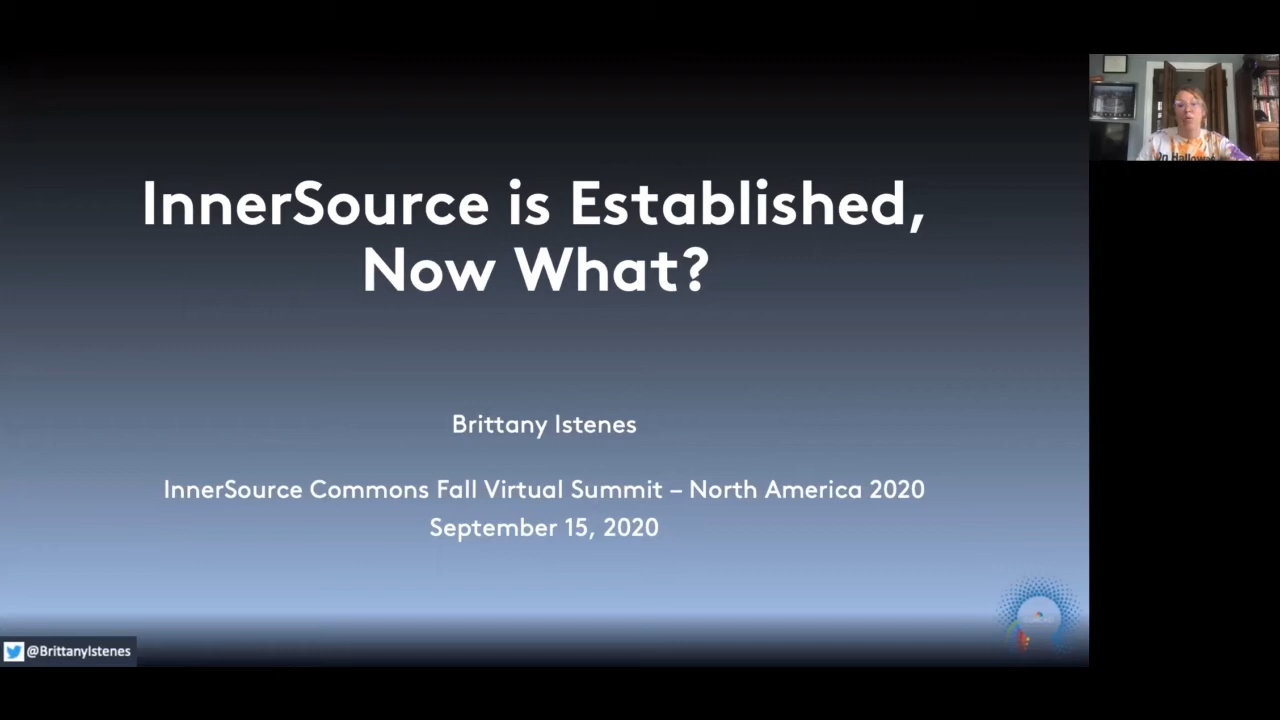 InnerSource is Established,
Now What?
Brittany Istenes
InnerSource Commons Fall Virtual Summit – North America 2020
September 15, 2020
@BrittanyIstenes